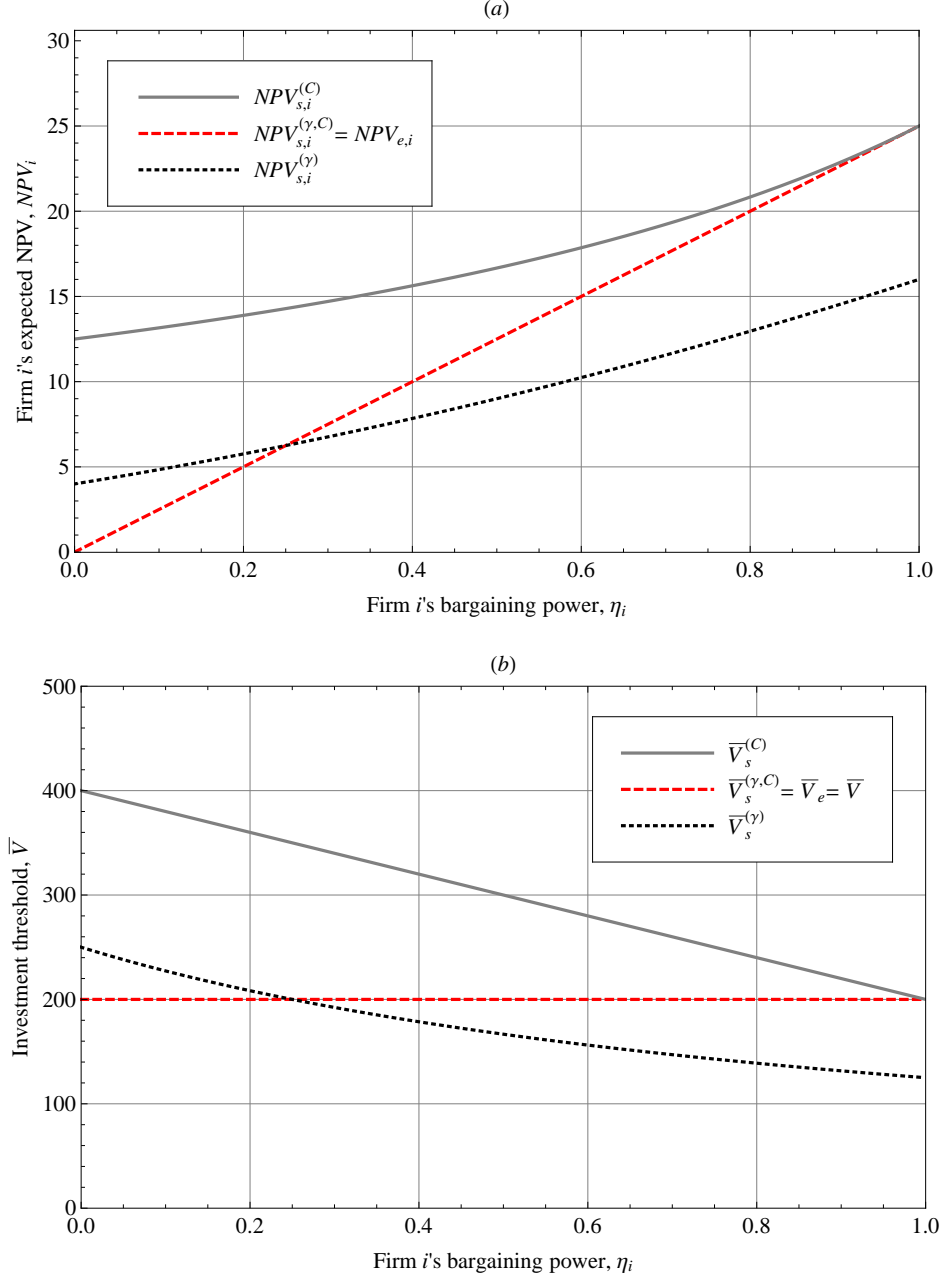 (a)
30
25
20
15
10
5
0
Firm i's expected NPV, NPV_i
NPV_{s,i}^{(C)}
NPV_{s,i}^{(γ,C)} = NPV_{e,i}
NPV_{s,i}^{(γ)}
0.0 0.2 0.4 0.6 0.8 1.0
Firm i's bargaining power, η_i
(b)
500
400
300
200
100
0
Investment threshold, V̅
V̅_s^{(C)}
V̅_s^{(γ,C)} = V̅_e = V̅
V̅_s^{(γ)}
0.0 0.2 0.4 0.6 0.8 1.0
Firm i's bargaining power, η_i